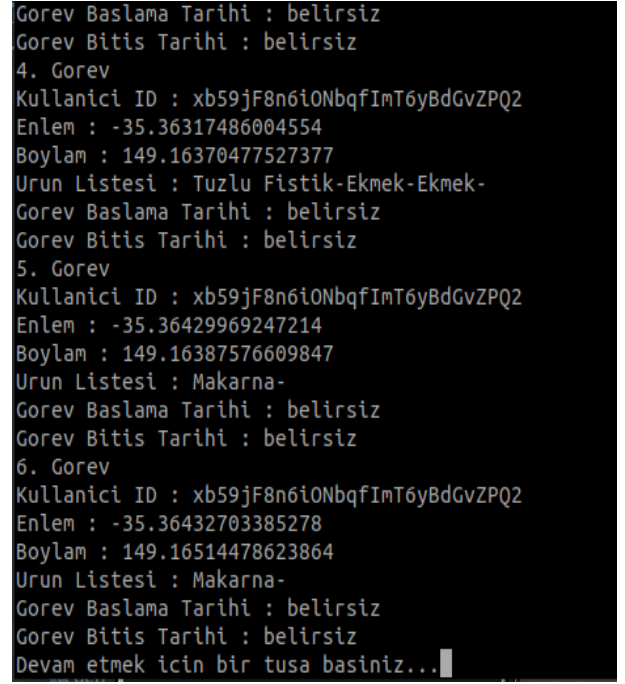 Gorev Baslama Tarihi : belirsiz
Gorev Bitis Tarihi : belirsiz
4. Gorev
Kullanici ID : xb59jF8n6iONbqfImT6yBdGvZPQ2
Enlem : -35.36317486004554
Boylam : 149.16370477527377
Urun Listesi : Tuzlu Fistik-Ekmek-Ekmek-
Gorev Baslama Tarihi : belirsiz
Gorev Bitis Tarihi : belirsiz
5. Gorev
Kullanici ID : xb59jF8n6iONbqfImT6yBdGvZPQ2
Enlem : -35.36429969247214
Boylam : 149.16387576609847
Urun Listesi : Makarna-
Gorev Baslama Tarihi : belirsiz
Gorev Bitis Tarihi : belirsiz
6. Gorev
Kullanici ID : xb59jF8n6iONbqfImT6yBdGvZPQ2
Enlem : -35.36432703385278
Boylam : 149.16514478623864
Urun Listesi : Makarna-
Gorev Baslama Tarihi : belirsiz
Gorev Bitis Tarihi : belirsiz
Devam etmek icin bir tusa basiniz...